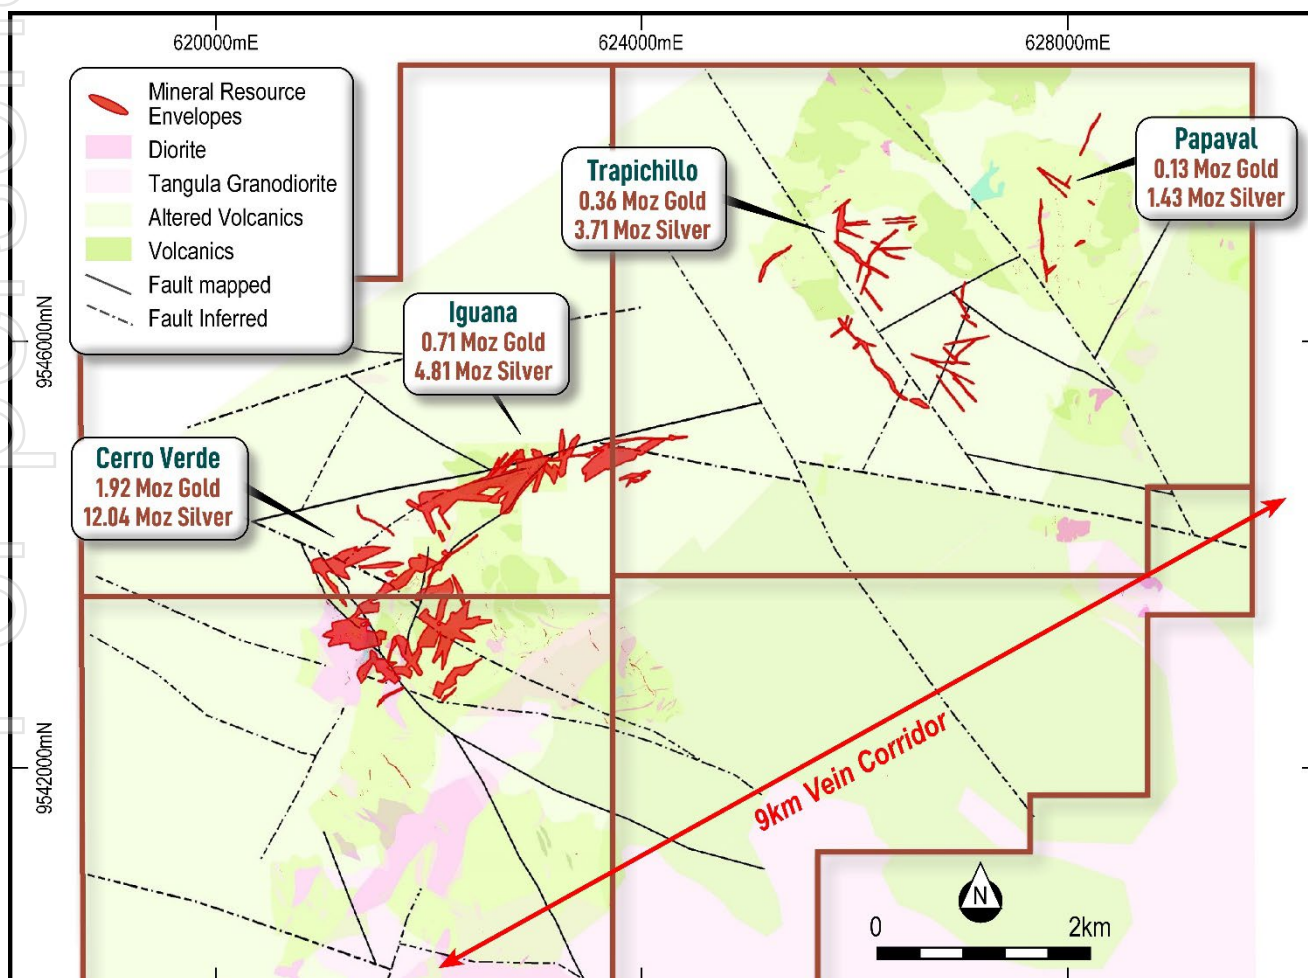 620000mE
624000mE
628000mE
Mineral Resource
Envelopes
Diorite
Tangula Granodiorite
Altered Volcanics
Volcanics
Fault mapped
Fault Inferred
Papaval
0.13 Moz Gold
1.43 Moz Silver
Trapichillo
0.36 Moz Gold
3.71 Moz Silver
Iguana
0.71 Moz Gold
4.81 Moz Silver
Cerro Verde
1.92 Moz Gold
12.04 Moz Silver
9546000mN
9542000mN
9km Vein Corridor
N
0
2km